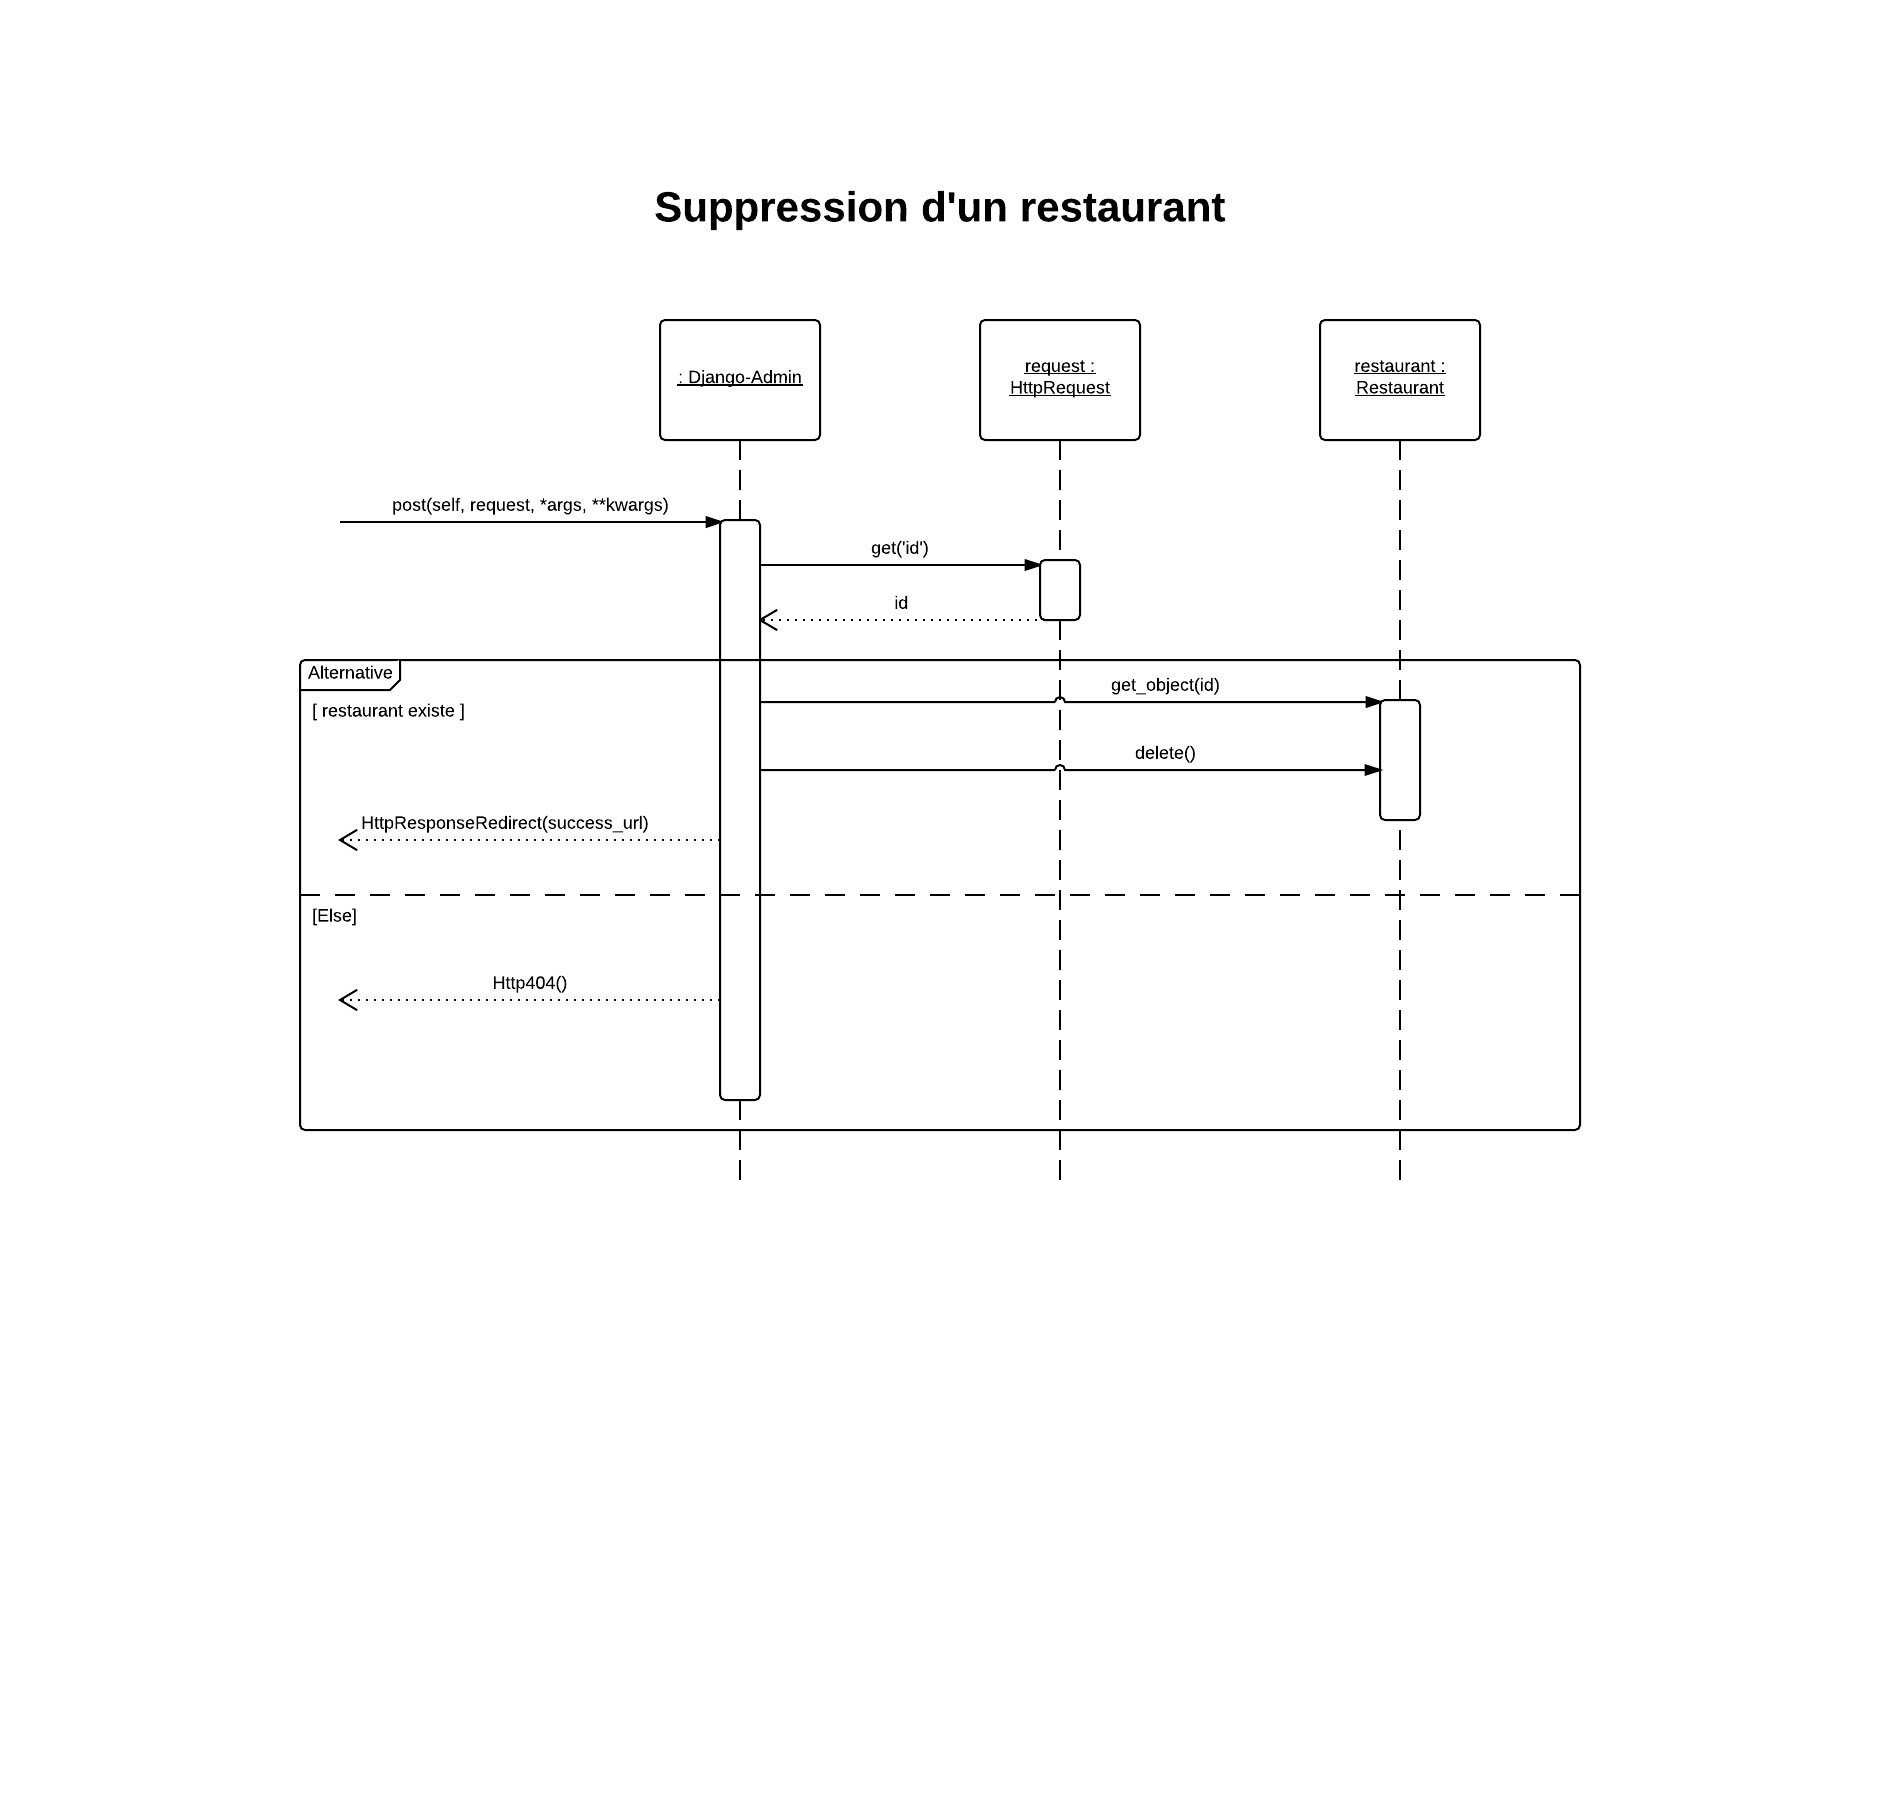 Suppression d'un restaurant
: Django-Admin
request :
HttpRequest
restaurant :
Restaurant
post(self, request, *args, **kwargs)
get('id')
id
Alternative
get_object(id)
[ restaurant existe ]
delete()
HttpResponseRedirect(success_url)
[Else]
Http404()